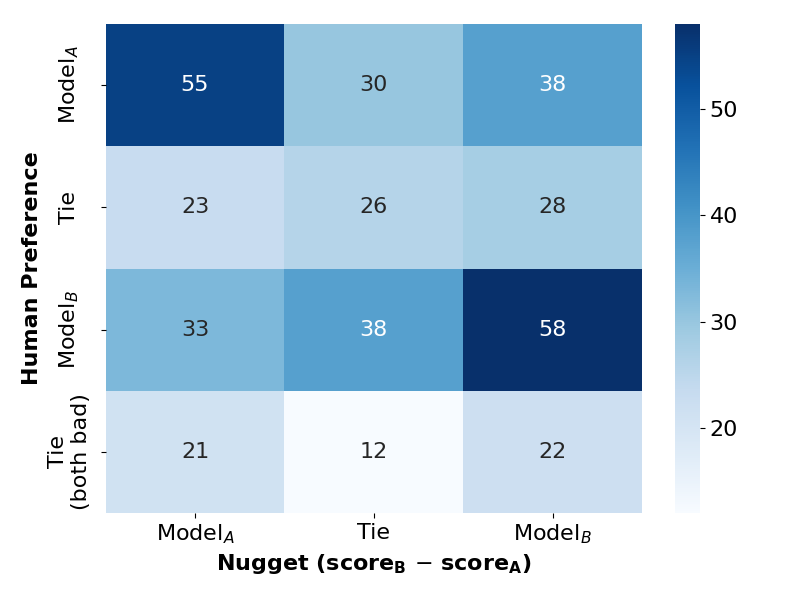 Human Preference
Model_A
55 30 38
Tie
23 26 28
Model_B
33 38 58
Tie
(both bad)
21 12 22
Model_A Tie Model_B
Nugget (score_B − score_A)
50
40
30
20